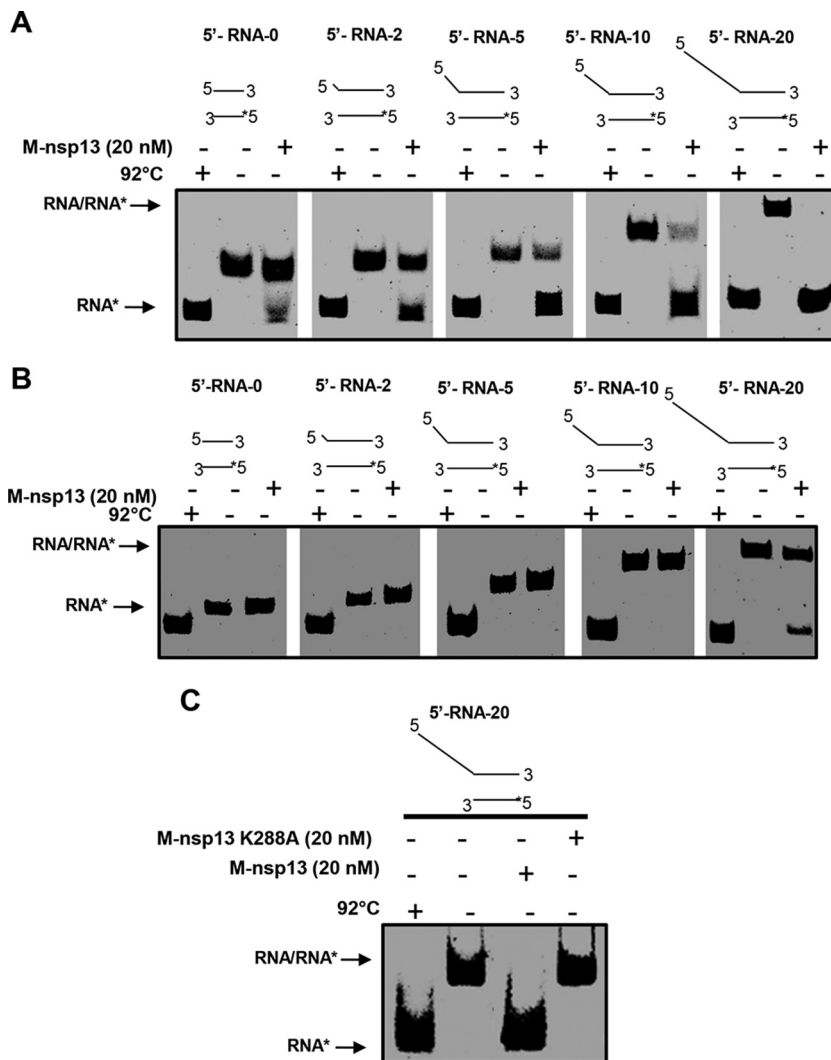 A
5'- RNA-0 5'- RNA-2 5'- RNA-5 5'- RNA-10 5'- RNA-20
5 3 5 3 5 3 5 3 5 3
3 *5 3 *5 3 *5 3 *5 3 *5
M-nsp13 (20 nM) - - + - - + - - + - - + - - +
92°C + - - + - - + - - + - - + - -
RNA/RNA*
RNA*
B
5'-RNA-0 5'- RNA-2 5'- RNA-5 5'- RNA-10 5'- RNA-20
5 3 5 3 5 3 5 3 5 3
3 *5 3 *5 3 *5 3 *5 3 *5
M-nsp13 (20 nM) - - + - - + - - + - - + - - +
92°C + - - + - - + - - + - - + - -
RNA/RNA*
RNA*
C
5'-RNA-20
5 3
3 *5
M-nsp13 K288A (20 nM) - - - +
M-nsp13 (20 nM) - - + -
92°C + - - -
RNA/RNA*
RNA*